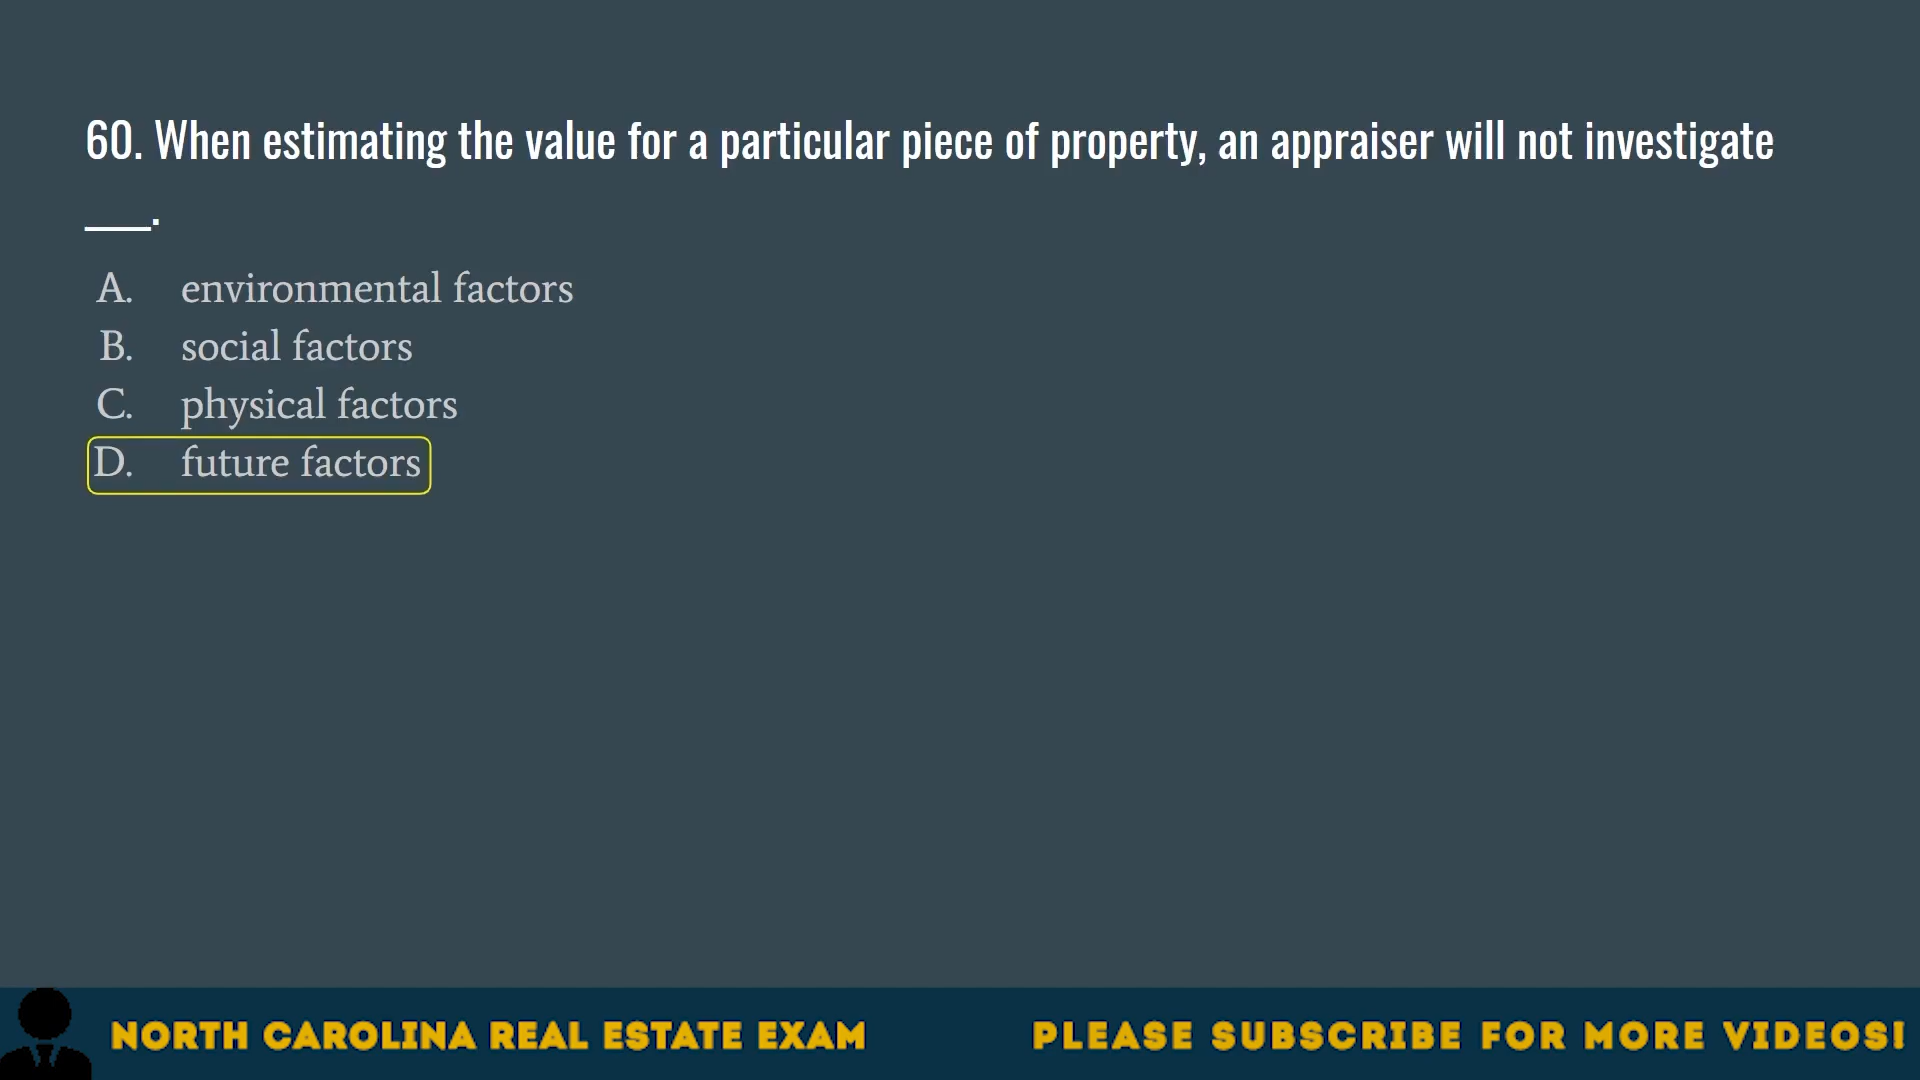 60. When estimating the value for a particular piece of property, an appraiser will not investigate
___.
A. environmental factors
B. social factors
C. physical factors
D. future factors
NORTH CAROLINA REAL ESTATE EXAM
PLEASE SUBSCRIBE FOR MORE VIDEOS!